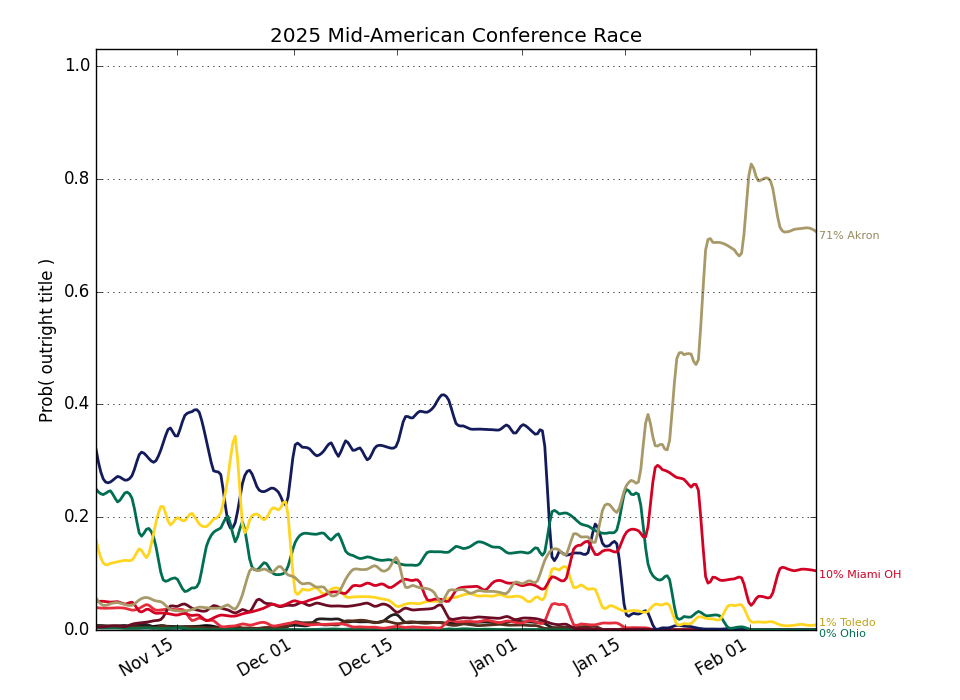 2025 Mid-American Conference Race
1.0
0.8
0.6
0.4
0.2
0.0
Prob( outright title )
71% Akron
10% Miami OH
1% Toledo
0% Ohio
Nov 15
Dec 01
Dec 15
Jan 01
Jan 15
Feb 01